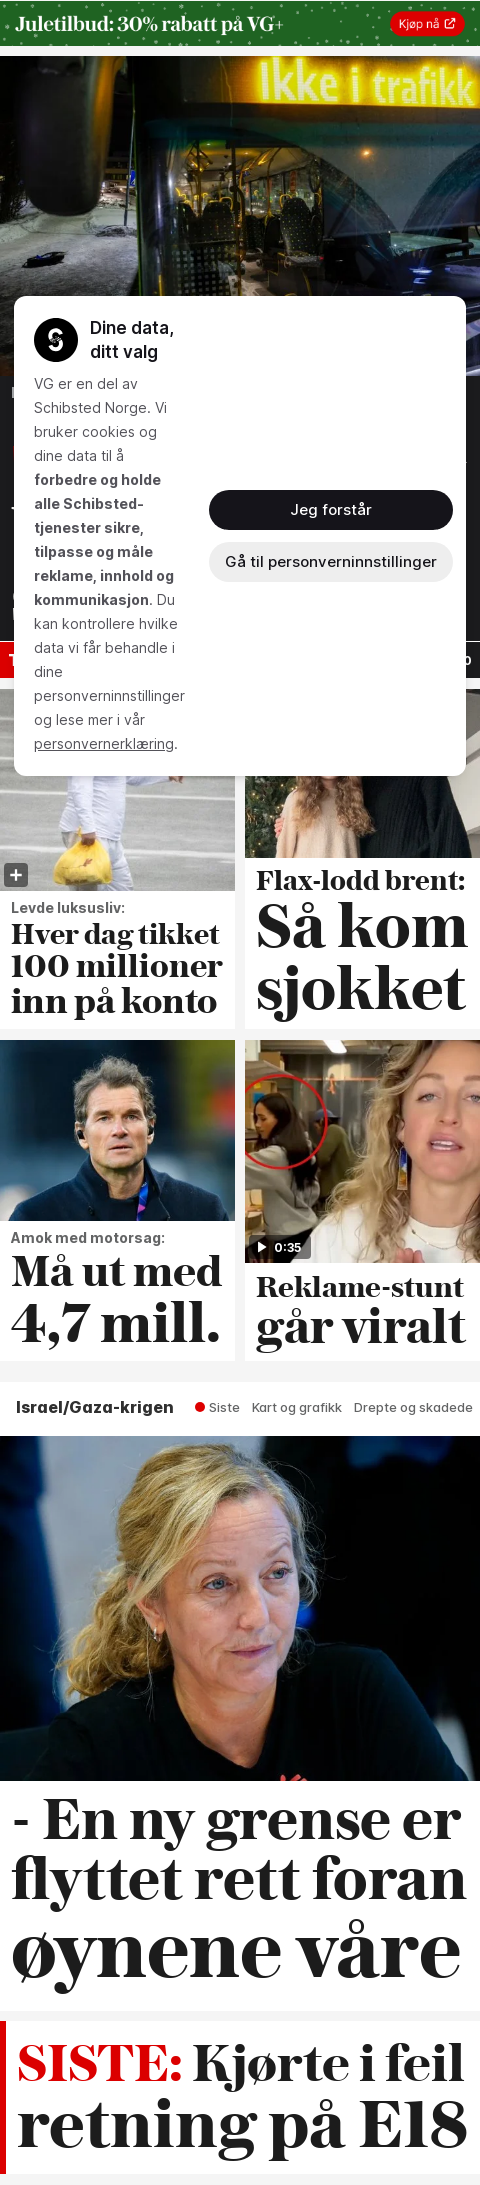 Juletilbud: 30% rabatt på VG+
Kjøp nå
Ikke i trafikk
Dine data,
ditt valg
VG er en del av
Schibsted Norge. Vi
bruker cookies og
dine data til å
forbedre og holde
alle Schibsted-
tjenester sikre,
tilpasse og måle
reklame, innhold og
kommunikasjon. Du
kan kontrollere hvilke
data vi får behandle i
dine
personverninnstillinger
og lese mer i vår
personvernerklæring.
Jeg forstår
Gå til personverninnstillinger
Levde luksusliv:
Hver dag tikket
100 millioner
inn på konto
Flax-lodd brent:
Så kom
sjokket
Amok med motorsag:
Må ut med
4,7 mill.
0:35
Reklame-stunt
går viralt
Israel/Gaza-krigen
Siste
Kart og grafikk
Drepte og skadede
- En ny grense er
flyttet rett foran
øynene våre
SISTE: Kjørte i feil
retning på E18